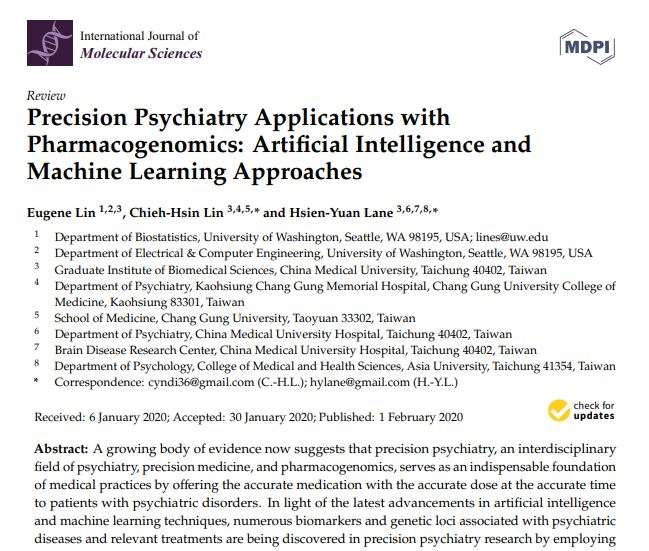 International Journal of
Molecular Sciences
MDPI
Review
Precision Psychiatry Applications with
Pharmacogenomics: Artificial Intelligence and
Machine Learning Approaches
Eugene Lin 1,2,3, Chieh-Hsin Lin 3,4,5,* and Hsien-Yuan Lane 3,6,7,8,*
1 Department of Biostatistics, University of Washington, Seattle, WA 98195, USA; lines@uw.edu
2 Department of Electrical & Computer Engineering, University of Washington, Seattle, WA 98195, USA
3 Graduate Institute of Biomedical Sciences, China Medical University, Taichung 40402, Taiwan
4 Department of Psychiatry, Kaohsiung Chang Gung Memorial Hospital, Chang Gung University College of
Medicine, Kaohsiung 83301, Taiwan
5 School of Medicine, Chang Gung University, Taoyuan 33302, Taiwan
6 Department of Psychiatry, China Medical University Hospital, Taichung 40402, Taiwan
7 Brain Disease Research Center, China Medical University Hospital, Taichung 40402, Taiwan
8 Department of Psychology, College of Medical and Health Sciences, Asia University, Taichung 41354, Taiwan
* Correspondence: cyndi36@gmail.com (C.-H.L.); hylane@gmail.com (H.-Y.L.)
Received: 6 January 2020; Accepted: 30 January 2020; Published: 1 February 2020
check for
updates
Abstract: A growing body of evidence now suggests that precision psychiatry, an interdisciplinary
field of psychiatry, precision medicine, and pharmacogenomics, serves as an indispensable foundation
of medical practices by offering the accurate medication with the accurate dose at the accurate time
to patients with psychiatric disorders. In light of the latest advancements in artificial intelligence
and machine learning techniques, numerous biomarkers and genetic loci associated with psychiatric
diseases and relevant treatments are being discovered in precision psychiatry research by employing